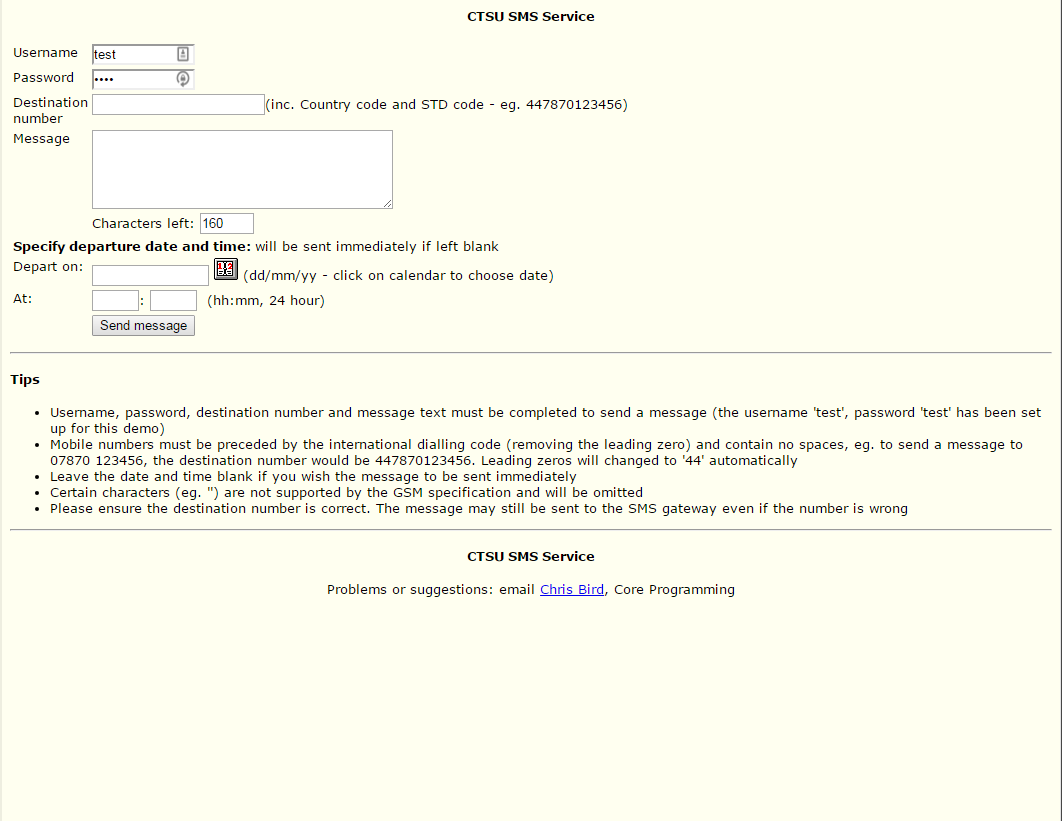 CTSU SMS Service
Username test
Password ••••
Destination number (inc. Country code and STD code - eg. 447870123456)
Message
Characters left: 160
Specify departure date and time: will be sent immediately if left blank
Depart on: (dd/mm/yy - click on calendar to choose date)
At: : (hh:mm, 24 hour)
Send message
Tips
• Username, password, destination number and message text must be completed to send a message (the username 'test', password 'test' has been set
up for this demo)
• Mobile numbers must be preceded by the international dialling code (removing the leading zero) and contain no spaces, eg. to send a message to
07870 123456, the destination number would be 447870123456. Leading zeros will changed to '44' automatically
• Leave the date and time blank if you wish the message to be sent immediately
• Certain characters (eg. ") are not supported by the GSM specification and will be omitted
• Please ensure the destination number is correct. The message may still be sent to the SMS gateway even if the number is wrong
CTSU SMS Service
Problems or suggestions: email Chris Bird, Core Programming